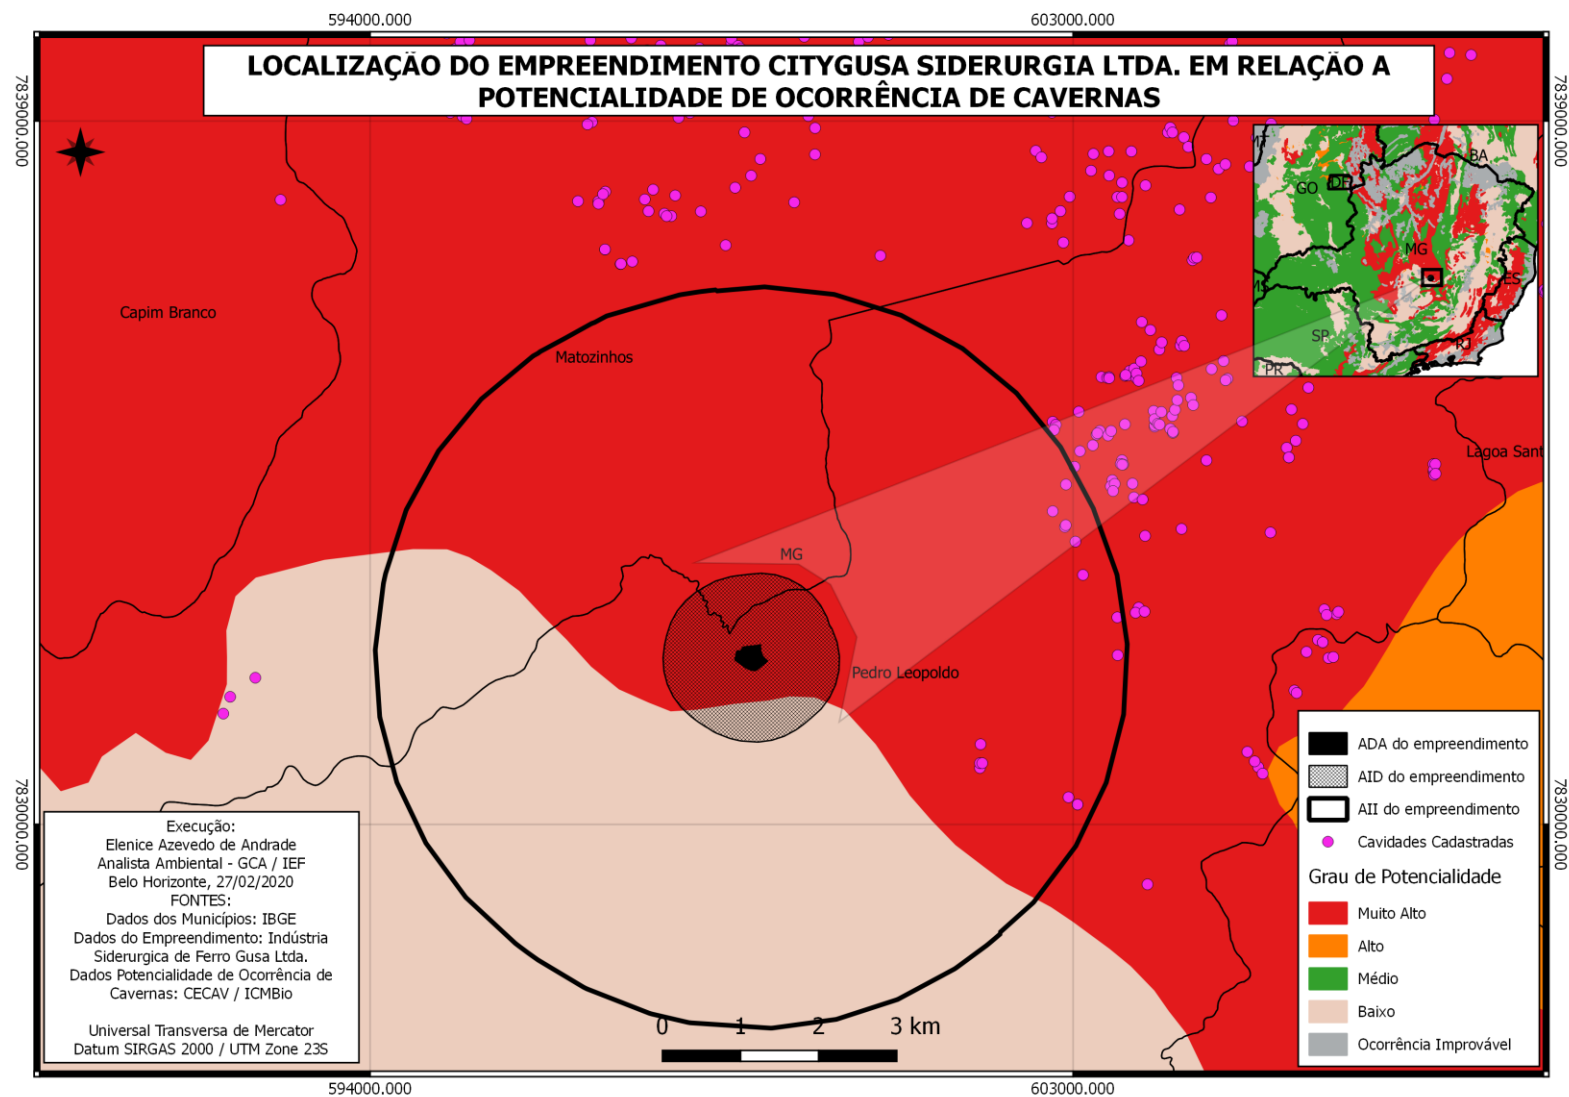 594000.000
603000.000
LOCALIZAÇÃO DO EMPREENDIMENTO CITYGUSA SIDERURGIA LTDA. EM RELAÇÃO A
POTENCIALIDADE DE OCORRÊNCIA DE CAVERNAS
7839000.000
7839000.000
BA
GO
DF
MG
ES
SP
RJ
PR
Capim Branco
Matozinhos
Lagoa Sant
MG
Pedro Leopoldo
7830000.000
7830000.000
ADA do empreendimento
AID do empreendimento
AII do empreendimento
Cavidades Cadastradas
Grau de Potencialidade
Muito Alto
Alto
Médio
Baixo
Ocorrência Improvável
Execução:
Elenice Azevedo de Andrade
Analista Ambiental - GCA / IEF
Belo Horizonte, 27/02/2020
FONTES:
Dados dos Municípios: IBGE
Dados do Empreendimento: Indústria
Siderurgica de Ferro Gusa Ltda.
Dados Potencialidade de Ocorrência de
Cavernas: CECAV / ICMBio
Universal Transversa de Mercator
Datum SIRGAS 2000 / UTM Zone 23S
0 1 2 3 km
594000.000
603000.000